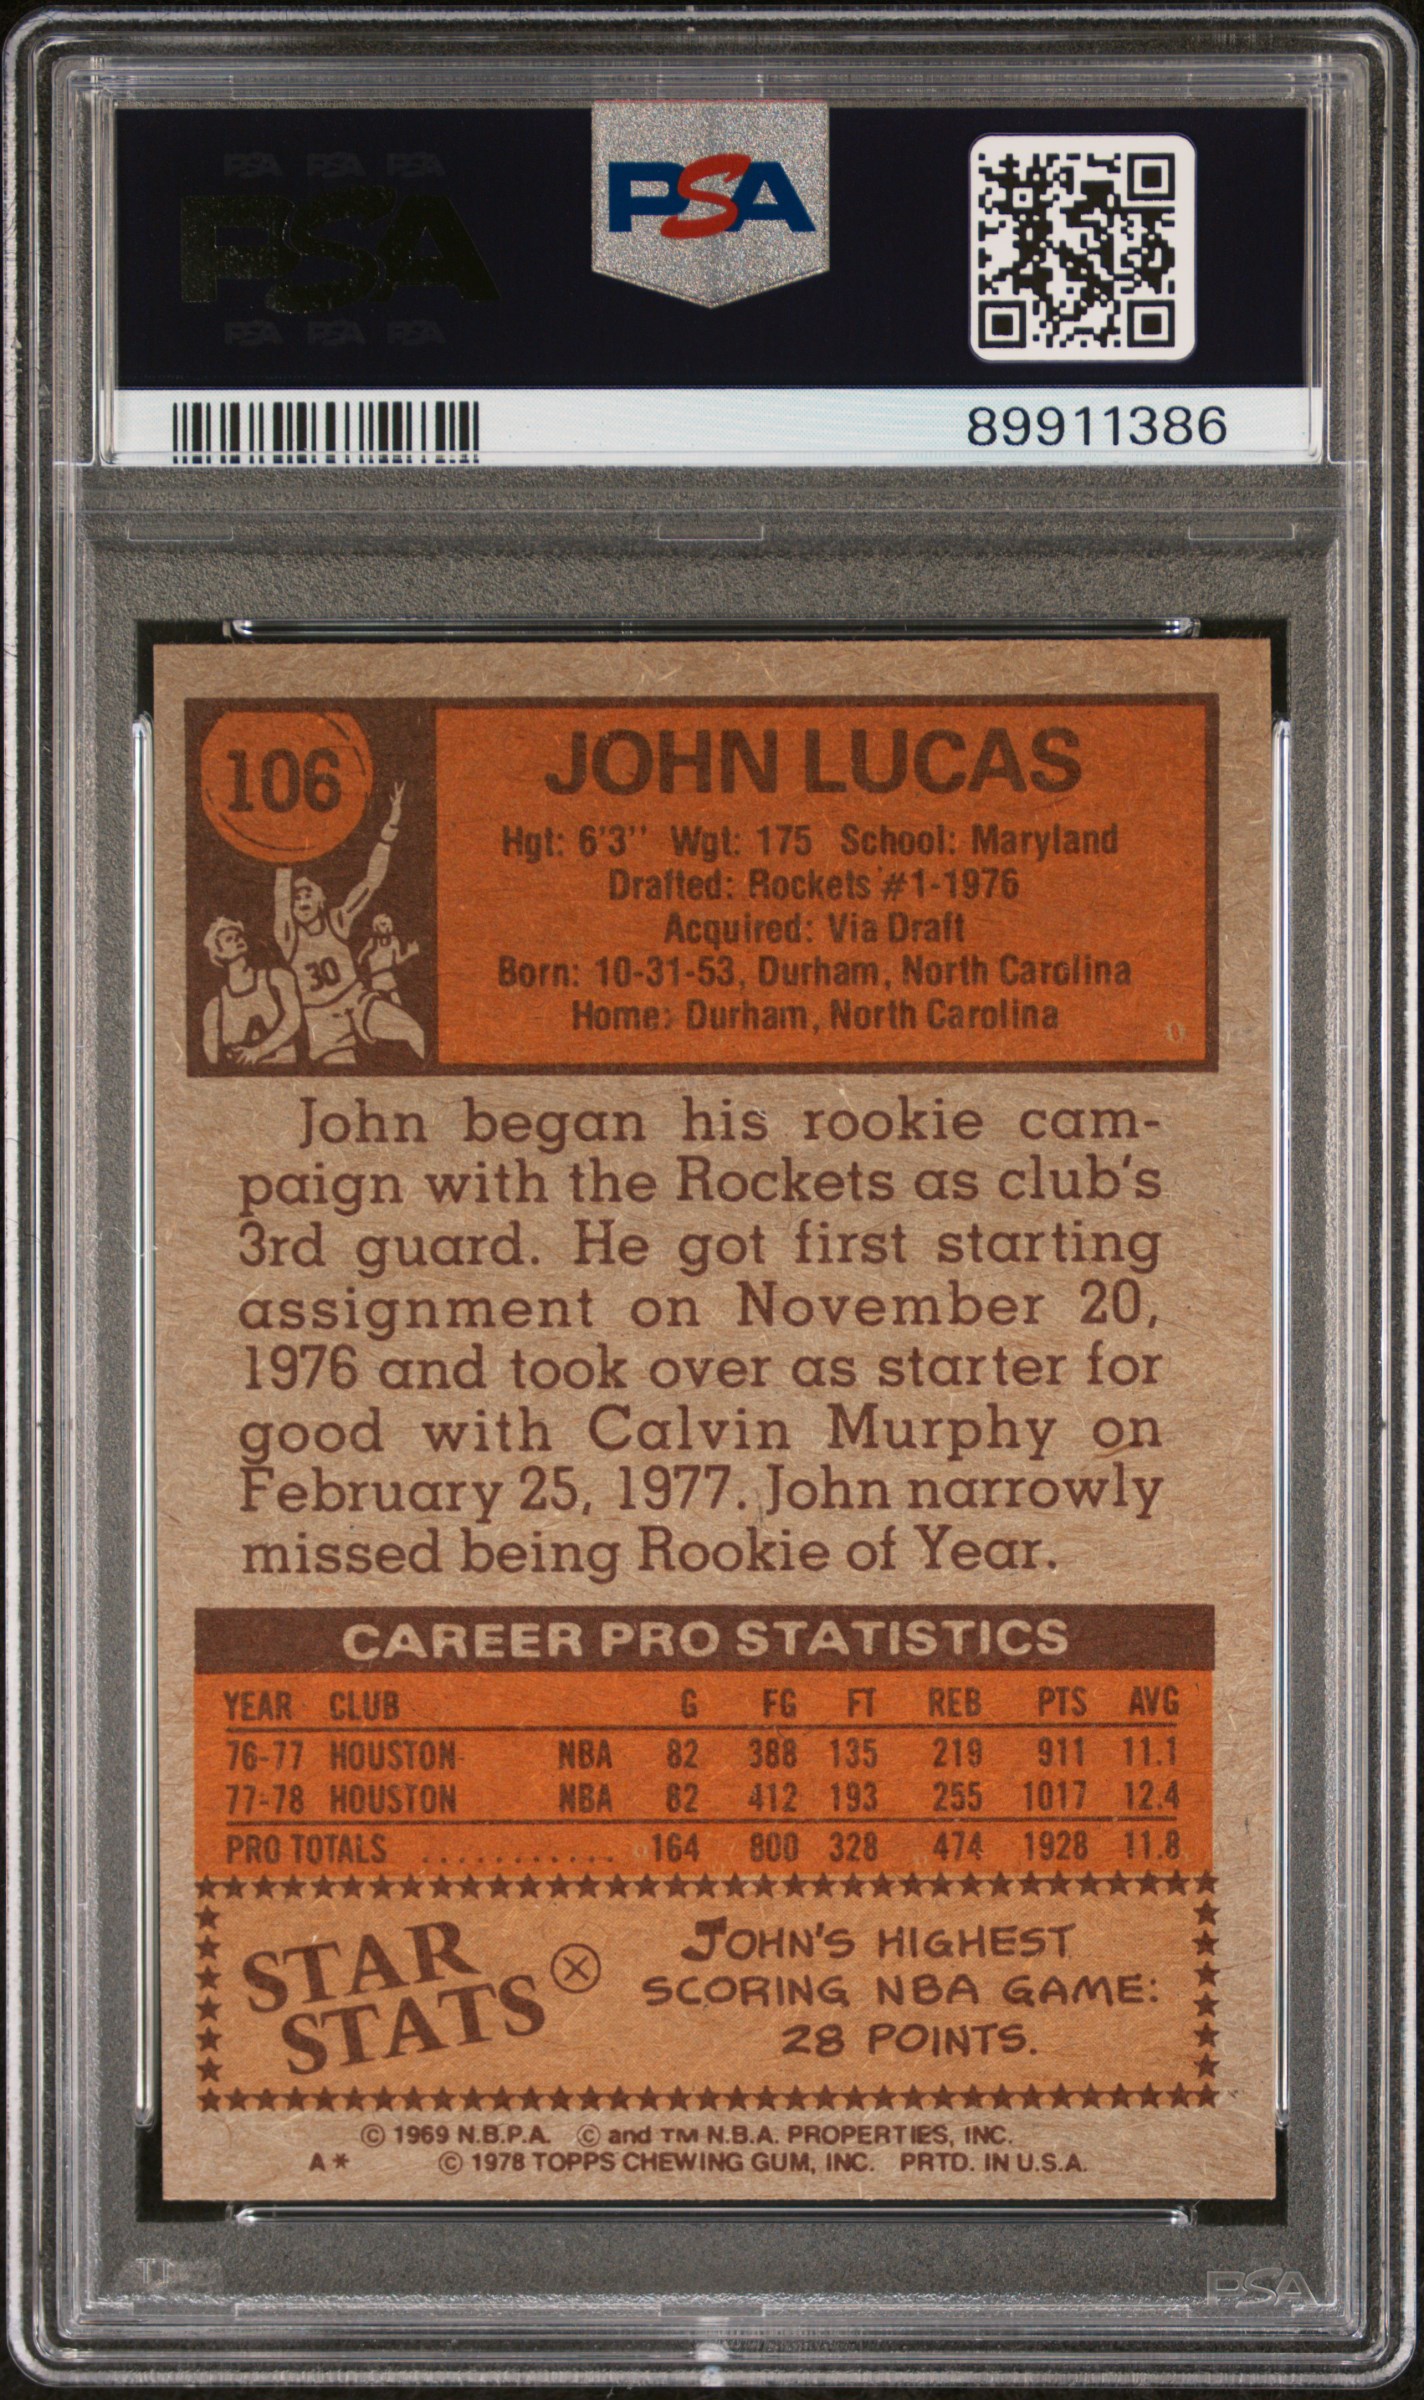 PSA PSA PSA
PSA
PSA PSA PSA
PSA
89911386
106
30
JOHN LUCAS
Hgt: 6'3" Wgt: 175 School: Maryland
Drafted: Rockets #1-1976
Acquired: Via Draft
Born: 10-31-53, Durham, North Carolina
Home: Durham, North Carolina
John began his rookie cam-
paign with the Rockets as club's
3rd guard. He got first starting
assignment on November 20,
1976 and took over as starter for
good with Calvin Murphy on
February 25, 1977. John narrowly
missed being Rookie of Year.
CAREER PRO STATISTICS
YEAR CLUB G FG FT REB PTS AVG
76-77 HOUSTON NBA 82 388 135 219 911 11.1
77-78 HOUSTON NBA 82 412 193 255 1017 12.4
PRO TOTALS ............ 164 800 328 474 1928 11.8
STAR
STATS
JOHN'S HIGHEST
SCORING NBA GAME:
28 POINTS.
© 1969 N.B.P.A. © and TM N.B.A. PROPERTIES, INC.
A* © 1978 TOPPS CHEWING GUM, INC. PRTD. IN U.S.A.
PSA